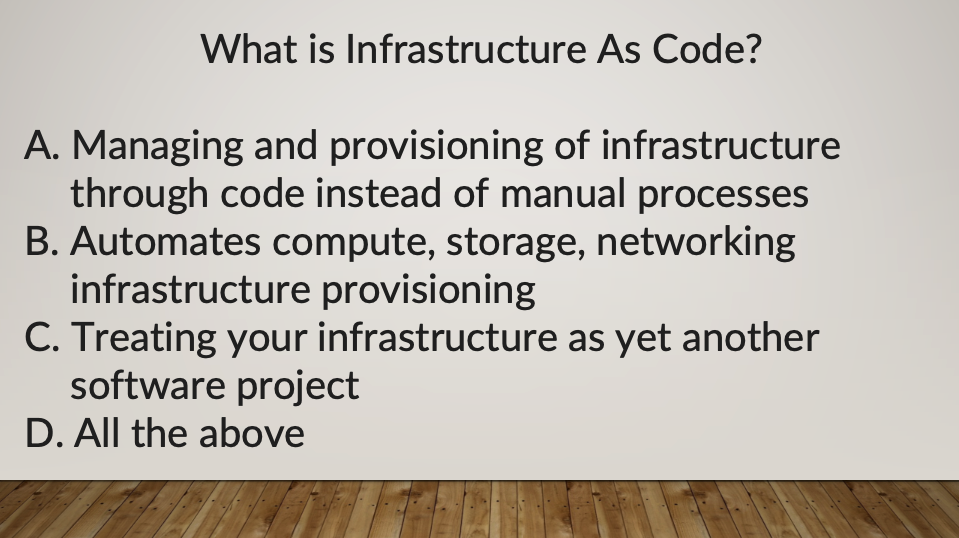 What is Infrastructure As Code?
A. Managing and provisioning of infrastructure
through code instead of manual processes
B. Automates compute, storage, networking
infrastructure provisioning
C. Treating your infrastructure as yet another
software project
D. All the above